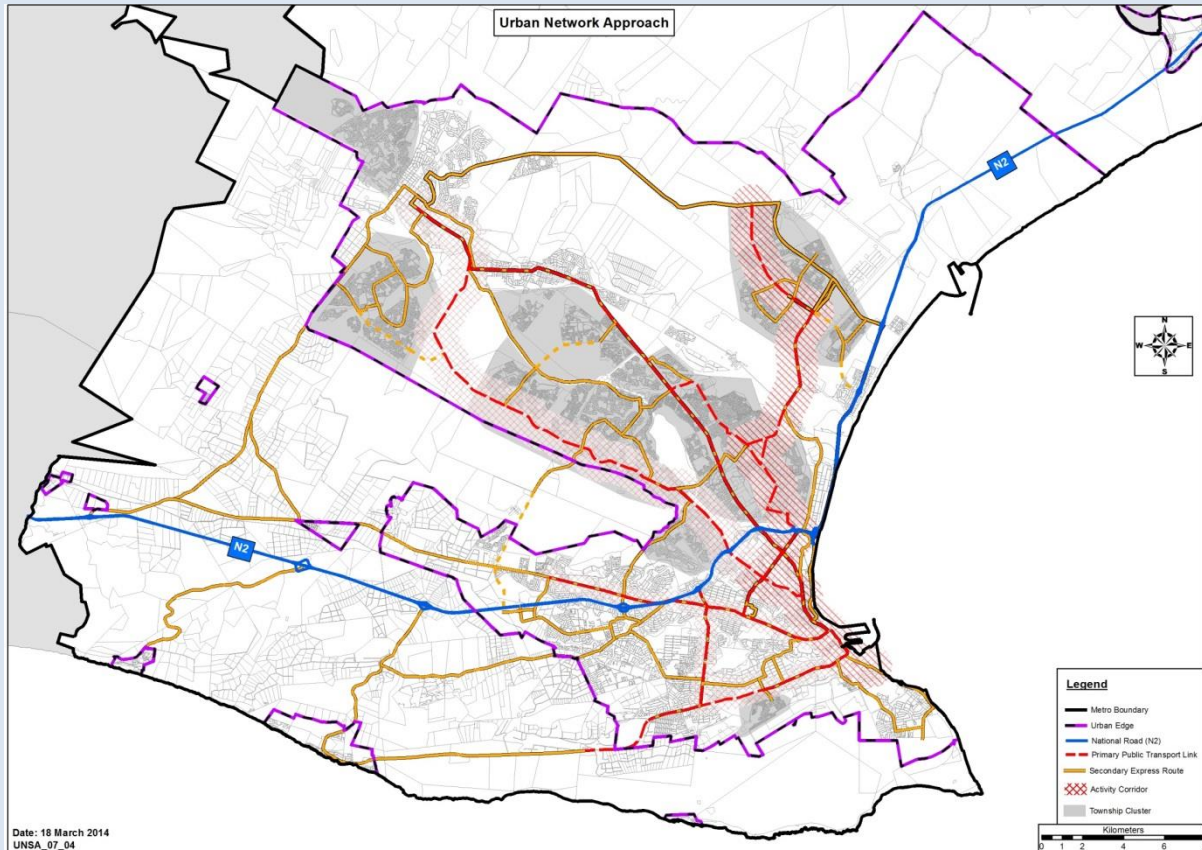 Urban Network Approach
N2
N
W E
S
N2
Legend
Metro Boundary
Urban Edge
National Road (N2)
Primary Public Transport Link
Secondary Express Route
Activity Corridor
Township Cluster
Kilometers
0 1 2 4 6
Date: 18 March 2014
UNSA_07_04